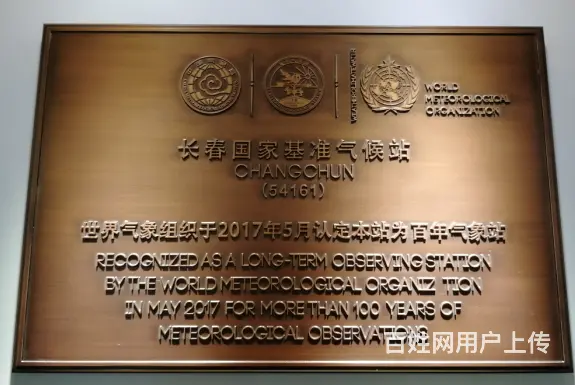 WORLD
METEOROLOGICAL
ORGANIZATION
长春国家基准气候站
CHANGCHUN
(54161)
世界气象组织于2017年5月认定本站为百年气象站
RECOGNIZED AS A LONG-TERM OBSERVING STATION
BY THE WORLD METEOROLOGICAL ORGANIZ TION
IN MAY 2017 FOR MORE THAN 100 YEARS OF
METEOROLOGICAL OBSERVATIONS
百姓网用户上传